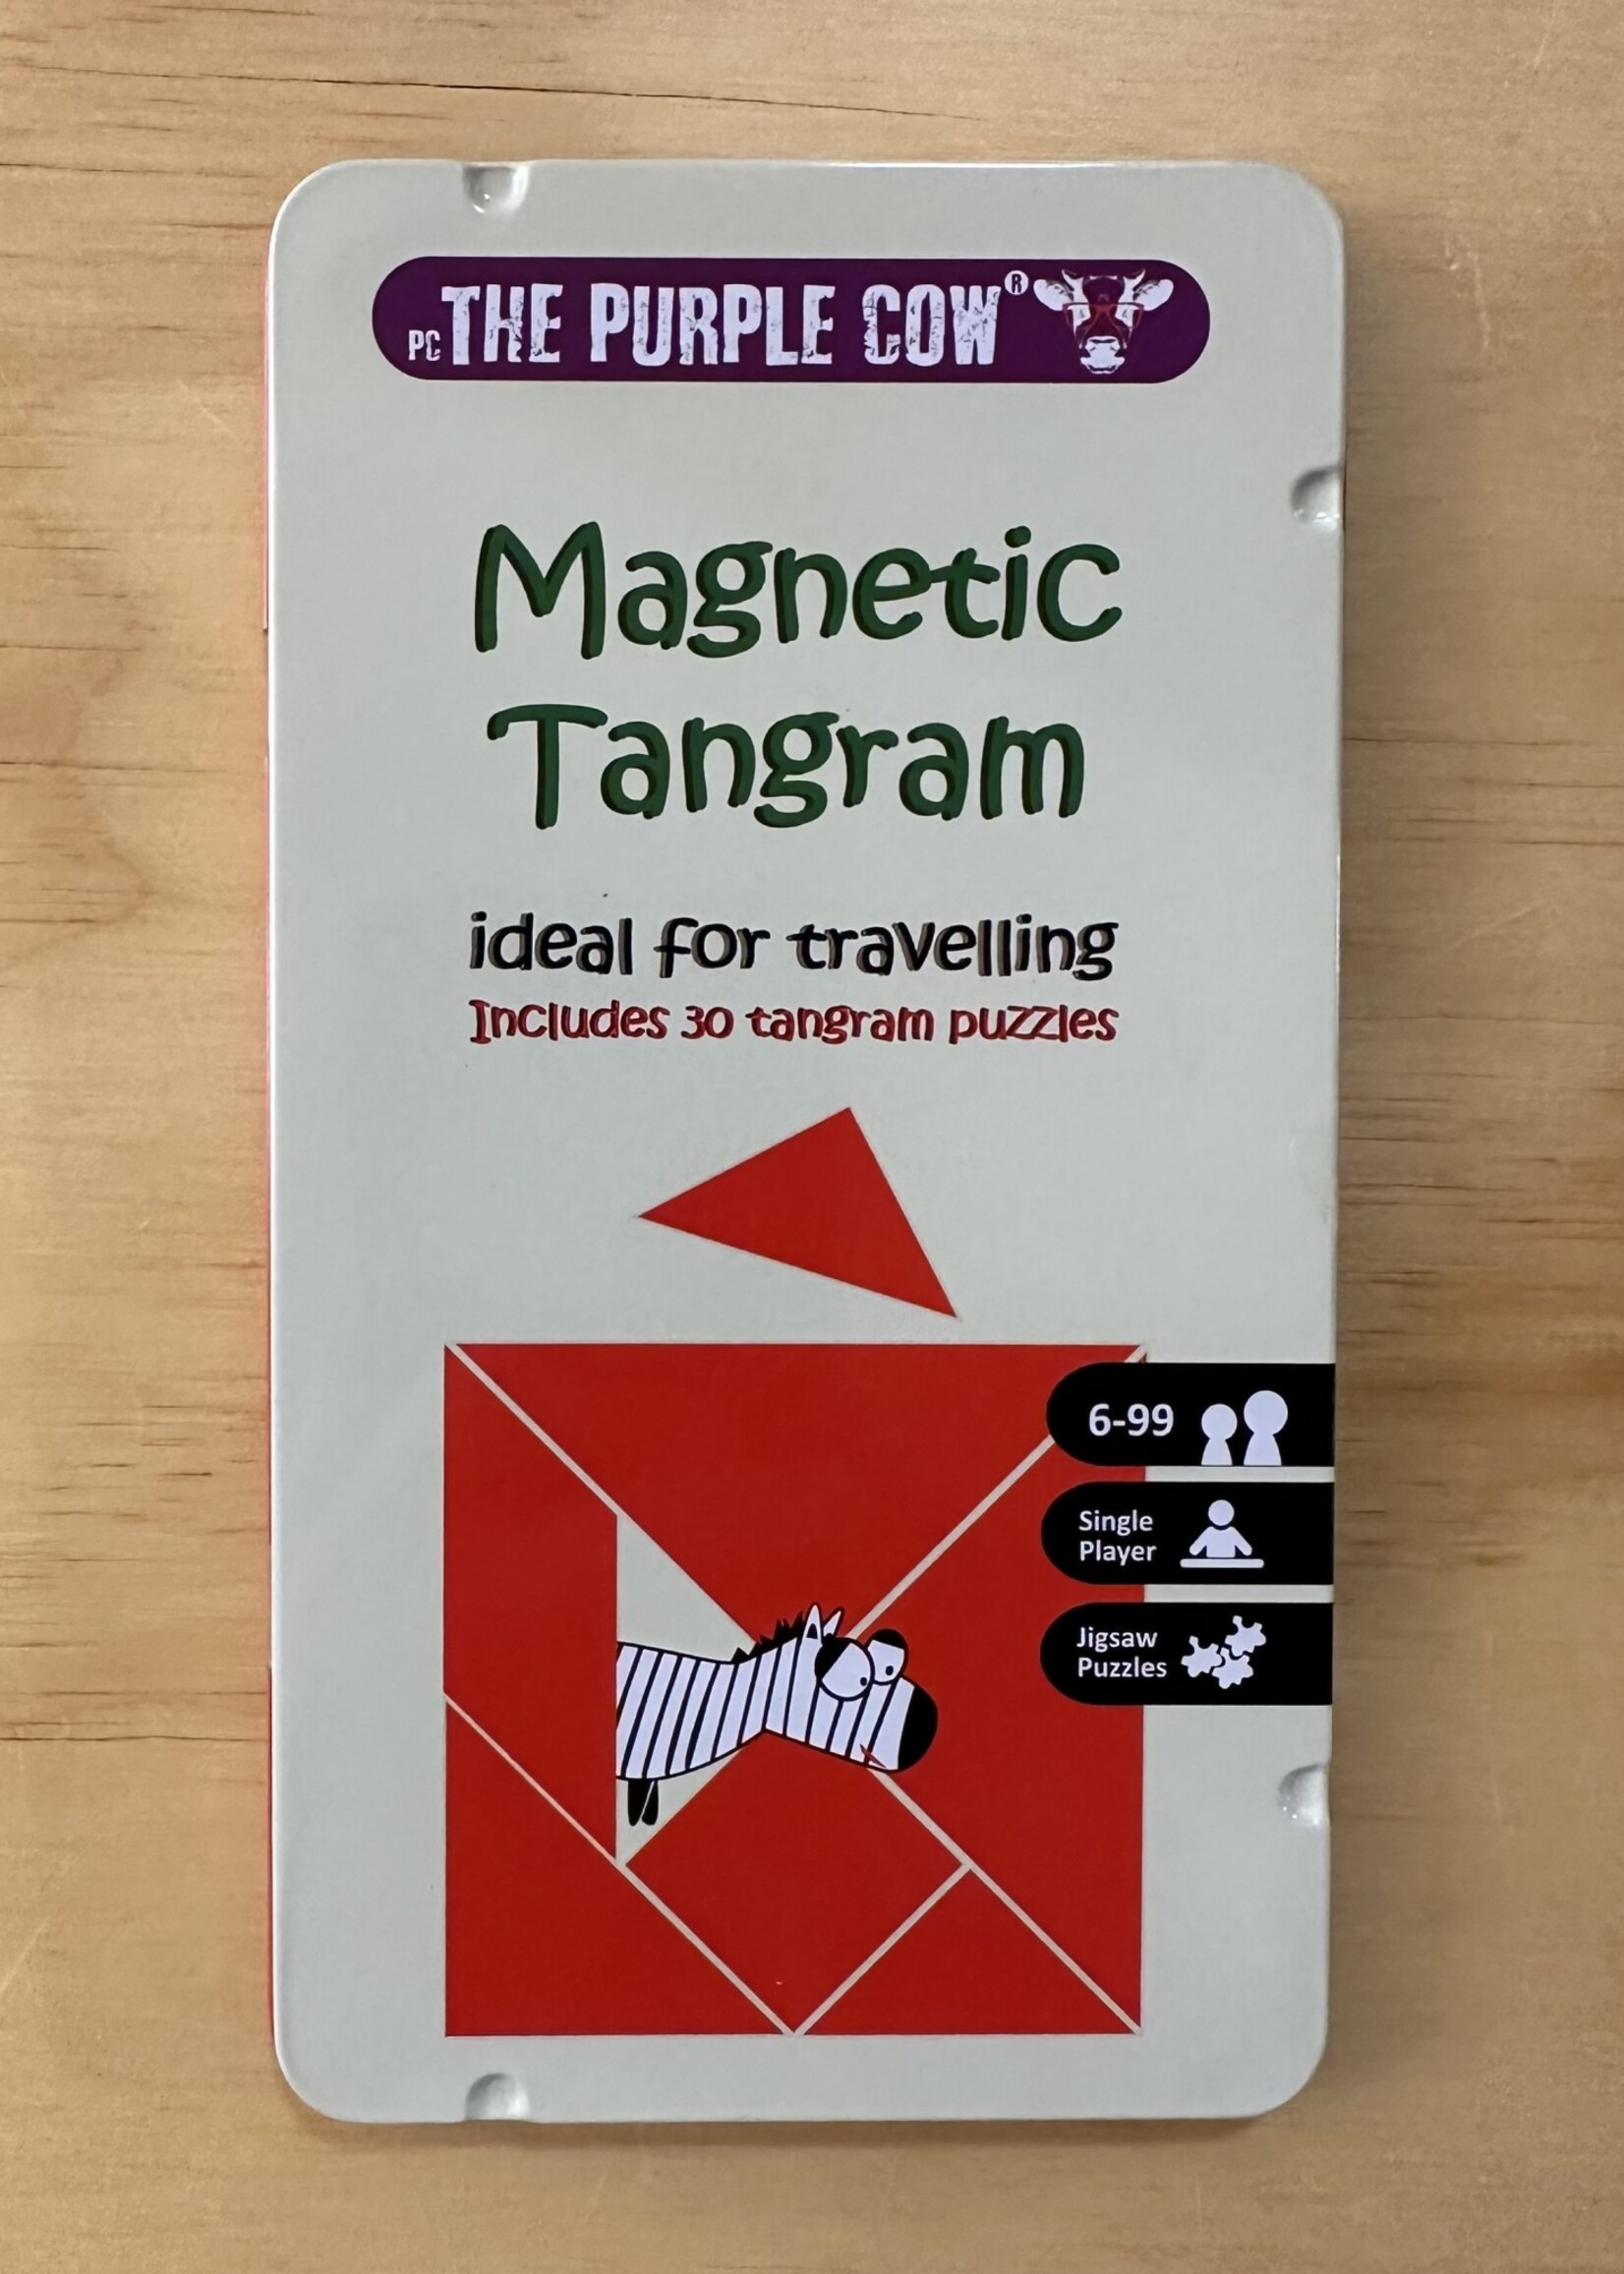 PC THE PURPLE COW®
Magnetic
Tangram
ideal for travelling
Includes 30 tangram puzzles
6-99
Single
Player
Jigsaw
Puzzles